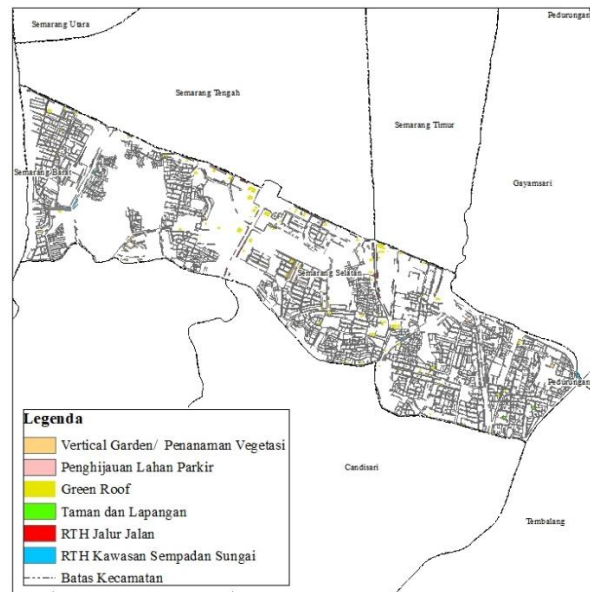 Pedurungan
Semarang Utara
Semarang Tengah
Semarang Timur
Semarang Barat
Gayamsari
Semarang Selatan
Pedurungan
Candisari
Tembalang
Legenda
Vertical Garden/ Penanaman Vegetasi
Penghijauan Lahan Parkir
Green Roof
Taman dan Lapangan
RTH Jalur Jalan
RTH Kawasan Sempadan Sungai
Batas Kecamatan